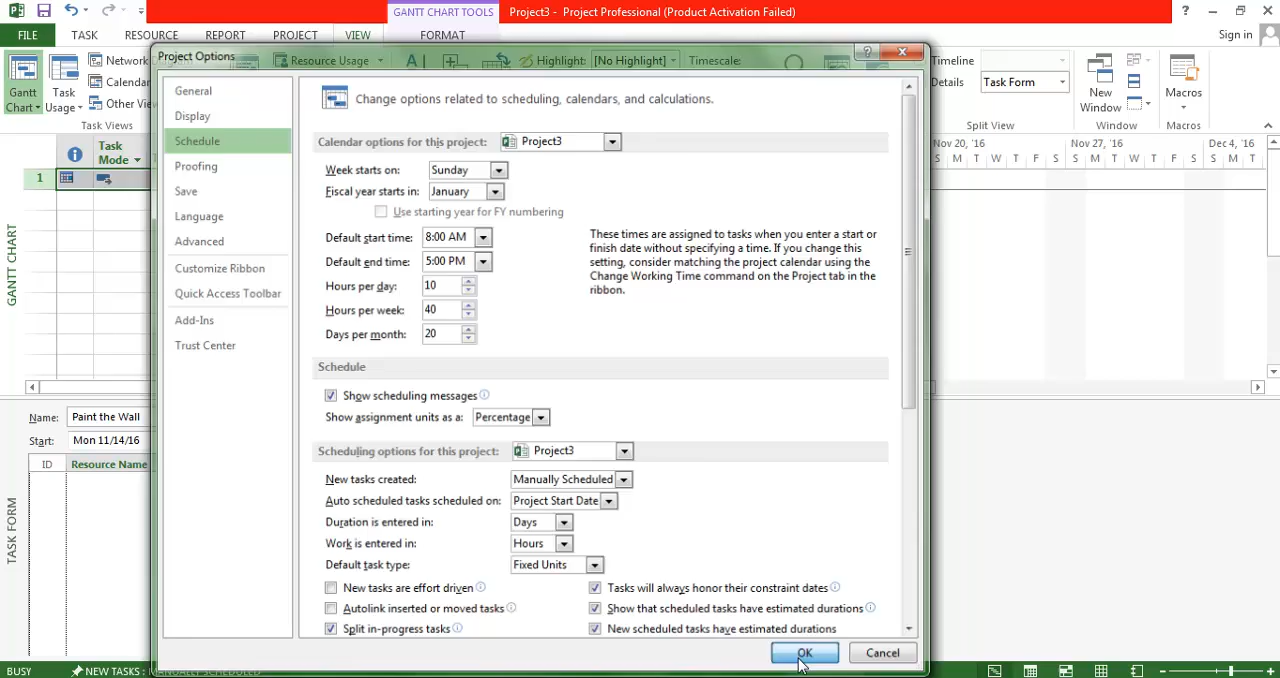 GANTT CHART TOOLS
Project3 - Project Professional (Product Activation Failed)
?
FILE
TASK
RESOURCE
REPORT
PROJECT
VIEW
FORMAT
Sign in
Project Options
Gantt
Chart
Task
Usage
Network
Calendar
Other Vie
Task Views
Resource Usage
Highlight:
[No Highlight]
Timescale:
Timeline
Details
Task Form
Split View
New
Window
Window
Macros
Macros
Task
Mode
1
GANTT CHART
Nov 20, '16
Nov 27, '16
Dec 4, '16
S M T W T F S S M T W T F S S M T
General
Display
Schedule
Proofing
Save
Language
Advanced
Customize Ribbon
Quick Access Toolbar
Add-Ins
Trust Center
Change options related to scheduling, calendars, and calculations.
Calendar options for this project: Project3
Week starts on: Sunday
Fiscal year starts in: January
Use starting year for FY numbering
Default start time: 8:00 AM
Default end time: 5:00 PM
Hours per day: 10
Hours per week: 40
Days per month: 20
These times are assigned to tasks when you enter a start or
finish date without specifying a time. If you change this
setting, consider matching the project calendar using the
Change Working Time command on the Project tab in the
ribbon.
Schedule
Show scheduling messages
Show assignment units as a: Percentage
Scheduling options for this project: Project3
New tasks created: Manually Scheduled
Auto scheduled tasks scheduled on: Project Start Date
Duration is entered in: Days
Work is entered in: Hours
Default task type: Fixed Units
New tasks are effort driven
Autolink inserted or moved tasks
Split in-progress tasks
Tasks will always honor their constraint dates
Show that scheduled tasks have estimated durations
New scheduled tasks have estimated durations
OK
Cancel
Name: Paint the Wall
Start: Mon 11/14/16
ID
Resource Name
TASK FORM
BUSY
NEW TASKS : MANUALLY SCHEDULED